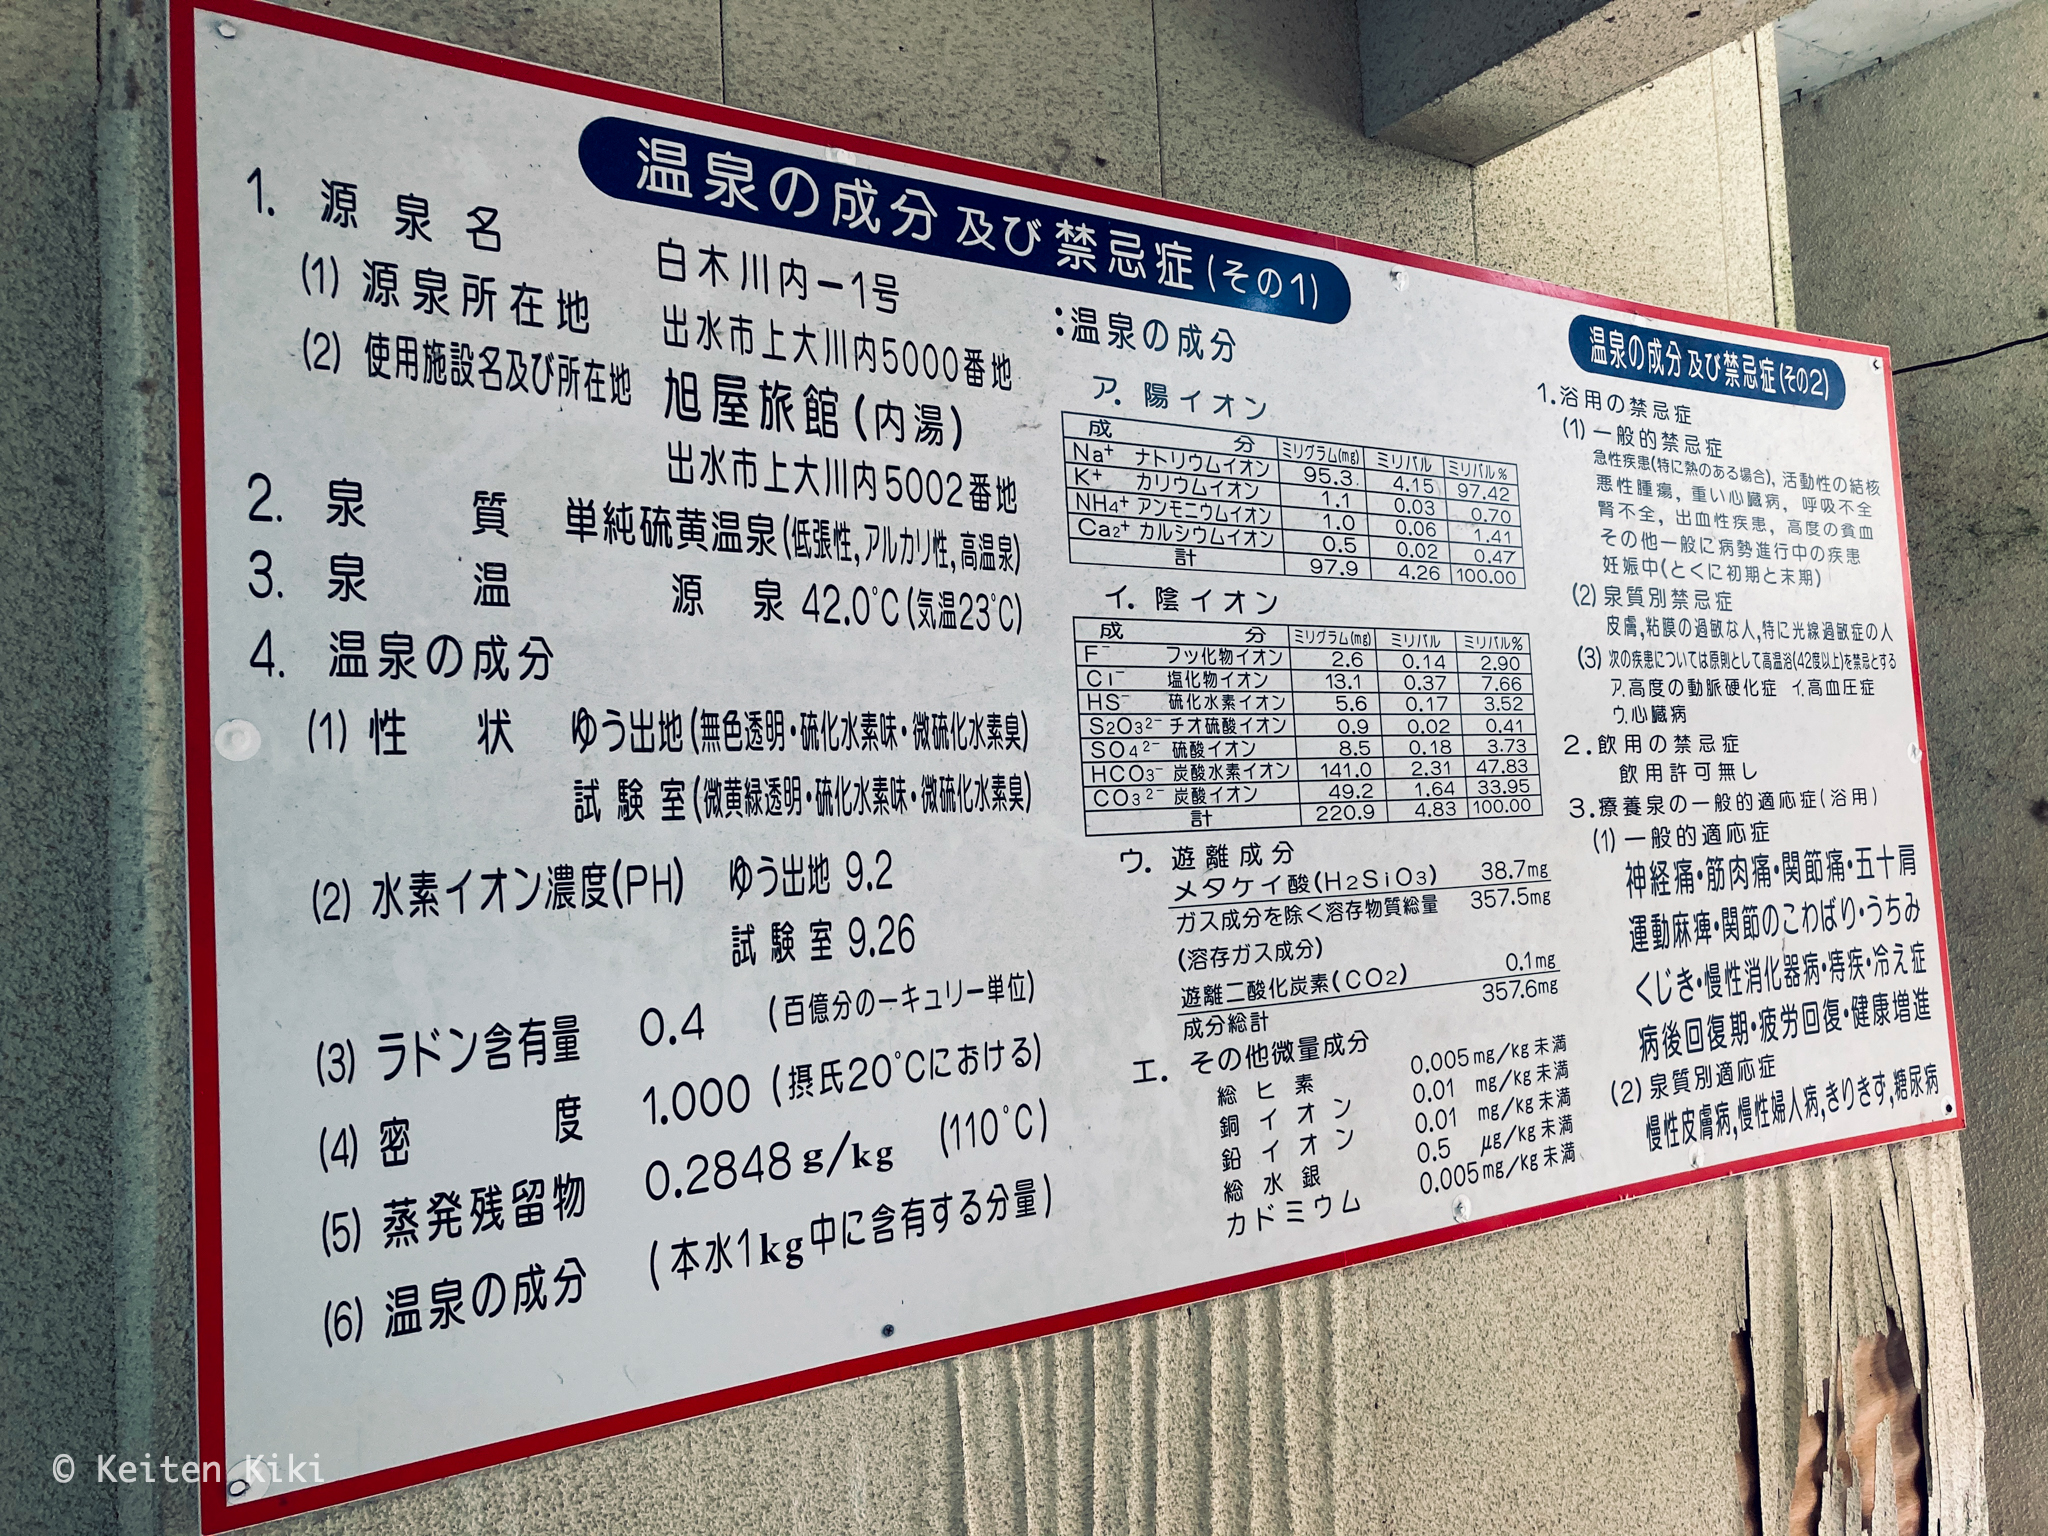 温泉の成分及び禁忌症(その1)
1. 源泉名 白木川内ー1号
(1) 源泉所在地 出水市上大川内5000番地
(2) 使用施設名及び所在地 旭屋旅館(内湯)
出水市上大川内5002番地
2. 泉質 単純硫黄温泉(低張性,アルカリ性,高温泉)
3. 泉温 源泉 42.0℃(気温23℃)
4. 温泉の成分
(1) 性状 ゆう出地(無色透明・硫化水素味・微硫化水素臭)
試験室(微黄緑透明・硫化水素味・微硫化水素臭)
(2) 水素イオン濃度(PH) ゆう出地 9.2
試験室 9.26
(3) ラドン含有量 0.4 (百億分の一キュリー単位)
(4) 密度 1.000 (摂氏20℃における)
(5) 蒸発残留物 0.2848g/kg (110℃)
(6) 温泉の成分 (本水1kg中に含有する分量)
:温泉の成分
ア. 陽イオン
成分 ミリグラム(mg) ミリバル ミリバル%
Na⁺ ナトリウムイオン 95.3 4.15 97.42
K⁺ カリウムイオン 1.1 0.03 0.70
NH₄⁺ アンモニウムイオン 1.0 0.06 1.41
Ca₂⁺ カルシウムイオン 0.5 0.02 0.47
計 97.9 4.26 100.00
イ. 陰イオン
成分 ミリグラム(mg) ミリバル ミリバル%
F⁻ フッ化物イオン 2.6 0.14 2.90
Cl⁻ 塩化物イオン 13.1 0.37 7.66
HS⁻ 硫化水素イオン 5.6 0.17 3.52
S₂O₃²⁻ チオ硫酸イオン 0.9 0.02 0.41
SO₄²⁻ 硫酸イオン 8.5 0.18 3.73
HCO₃⁻ 炭酸水素イオン 141.0 2.31 47.83
CO₃²⁻ 炭酸イオン 49.2 1.64 33.95
計 220.9 4.83 100.00
ウ. 遊離成分
メタケイ酸(H₂SiO₃) 38.7mg
ガス成分を除く溶存物質総量 357.5mg
(溶存ガス成分)
遊離二酸化炭素(CO₂) 0.1mg
成分総計 357.6mg
エ. その他微量成分
総ヒ素 0.005mg/kg未満
銅イオン 0.01 mg/kg未満
鉛イオン 0.01 mg/kg未満
総水銀 0.5 μg/kg未満
カドミウム 0.005mg/kg未満
温泉の成分及び禁忌症(その2)
1.浴用の禁忌症
(1)一般的禁忌症
急性疾患(特に熱のある場合),活動性の結核
悪性腫瘍,重い心臓病,呼吸不全
腎不全,出血性疾患,高度の貧血
その他一般に病勢進行中の疾患
妊娠中(とくに初期と末期)
(2)泉質別禁忌症
皮膚,粘膜の過敏な人,特に光線過敏症の人
(3)次の疾患については原則として高温浴(42度以上)を禁忌とする
ア.高度の動脈硬化症 イ.高血圧症
ウ.心臓病
2.飲用の禁忌症
飲用許可無し
3.療養泉の一般的適応症(浴用)
(1)一般的適応症
神経痛・筋肉痛・関節痛・五十肩
運動麻痺・関節のこわばり・うちみ
くじき・慢性消化器病・痔疾・冷え症
病後回復期・疲労回復・健康増進
(2)泉質別適応症
慢性皮膚病,慢性婦人病,きりきず,糖尿病
© Keiten Kiki